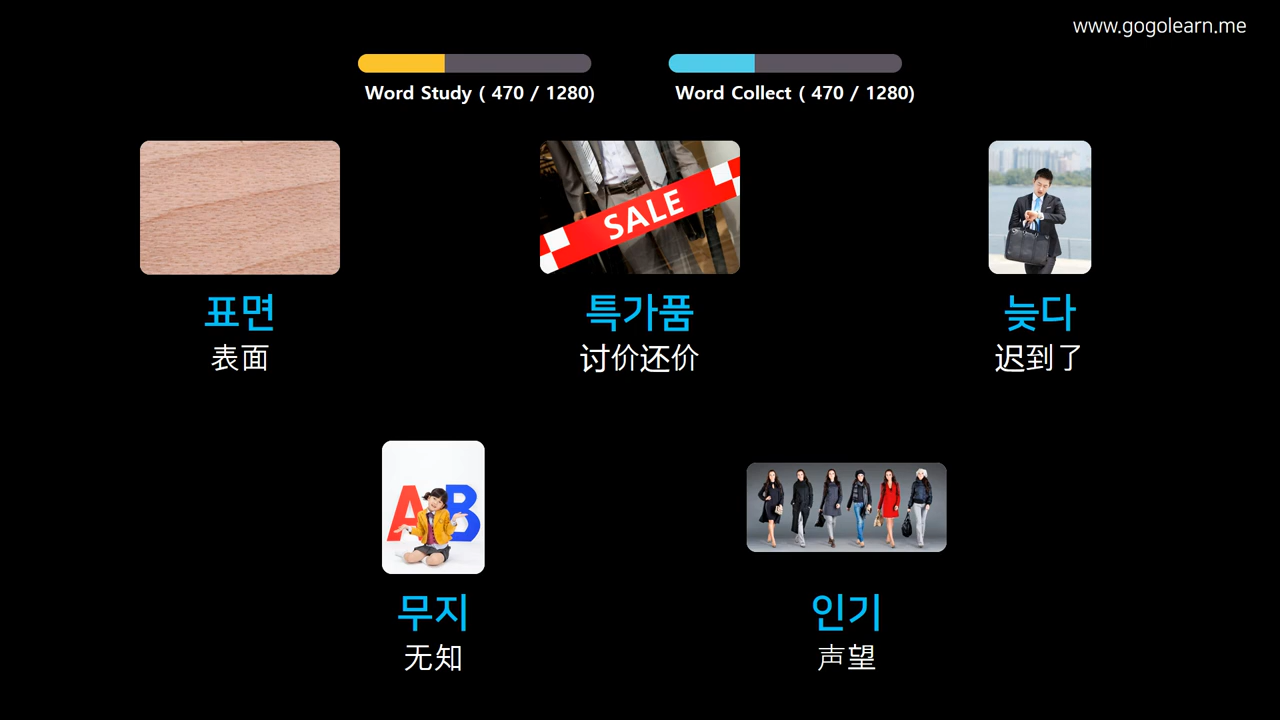 www.gogolearn.me
Word Study ( 470 / 1280)
Word Collect ( 470 / 1280)
SALE
표면
表面
특가품
讨价还价
늦다
迟到了
A B
무지
无知
인기
声望